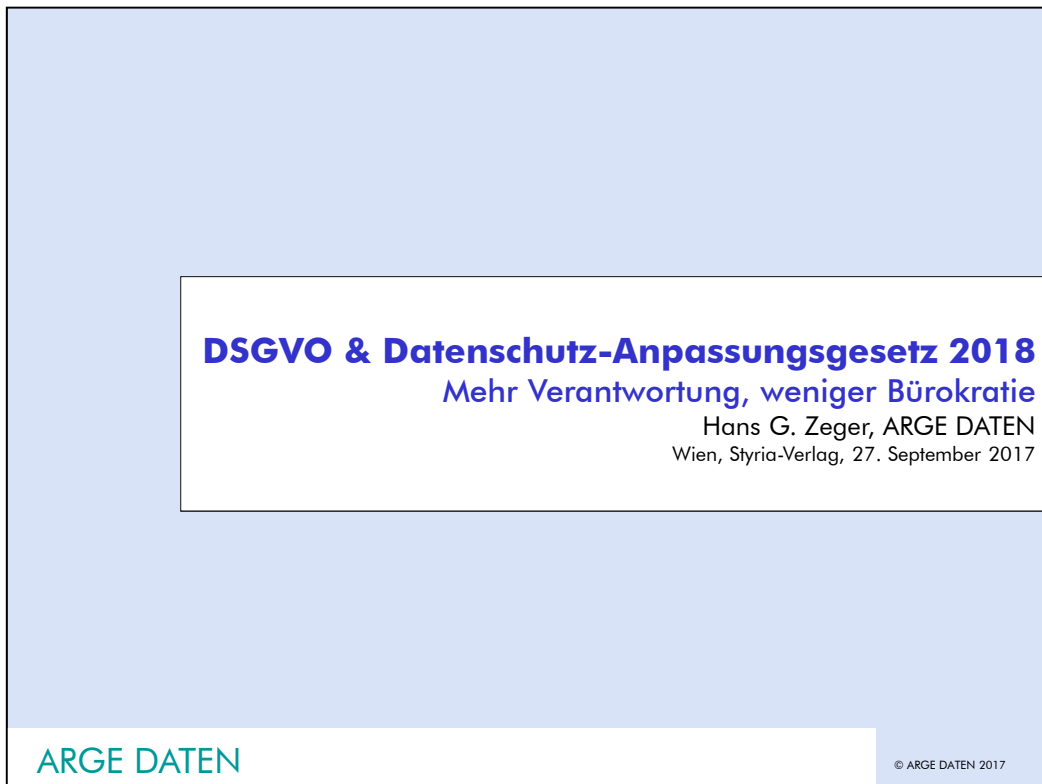 DSGVO & Datenschutz-Anpassungsgesetz 2018
Mehr Verantwortung, weniger Bürokratie
Hans G. Zeger, ARGE DATEN
Wien, Styria-Verlag, 27. September 2017
ARGE DATEN
© ARGE DATEN 2017